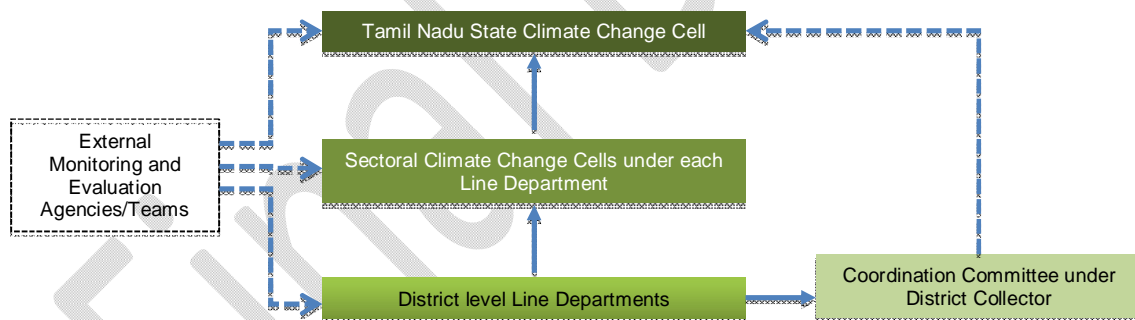 Tamil Nadu State Climate Change Cell
External
Monitoring and
Evaluation
Agencies/Teams
Sectoral Climate Change Cells under each
Line Department
District level Line Departments
Coordination Committee under
District Collector